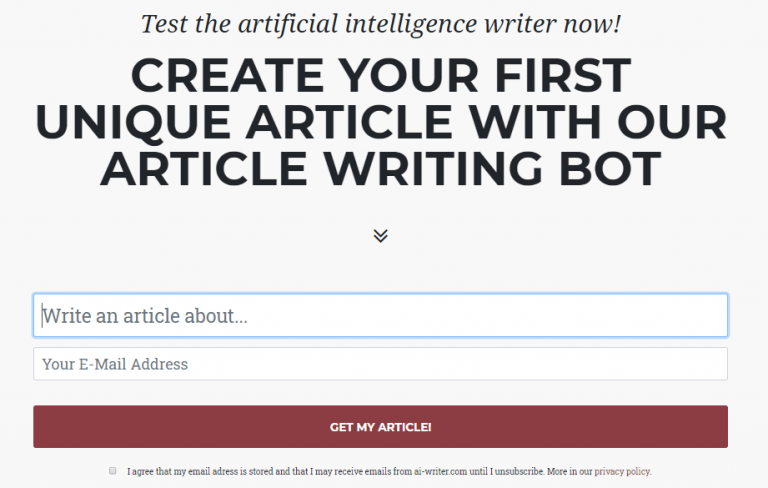 Test the artificial intelligence writer now!
CREATE YOUR FIRST
UNIQUE ARTICLE WITH OUR
ARTICLE WRITING BOT
Write an article about...
Your E-Mail Address
GET MY ARTICLE!
I agree that my email adress is stored and that I may receive emails from ai-writer.com until I unsubscribe. More in our privacy policy.